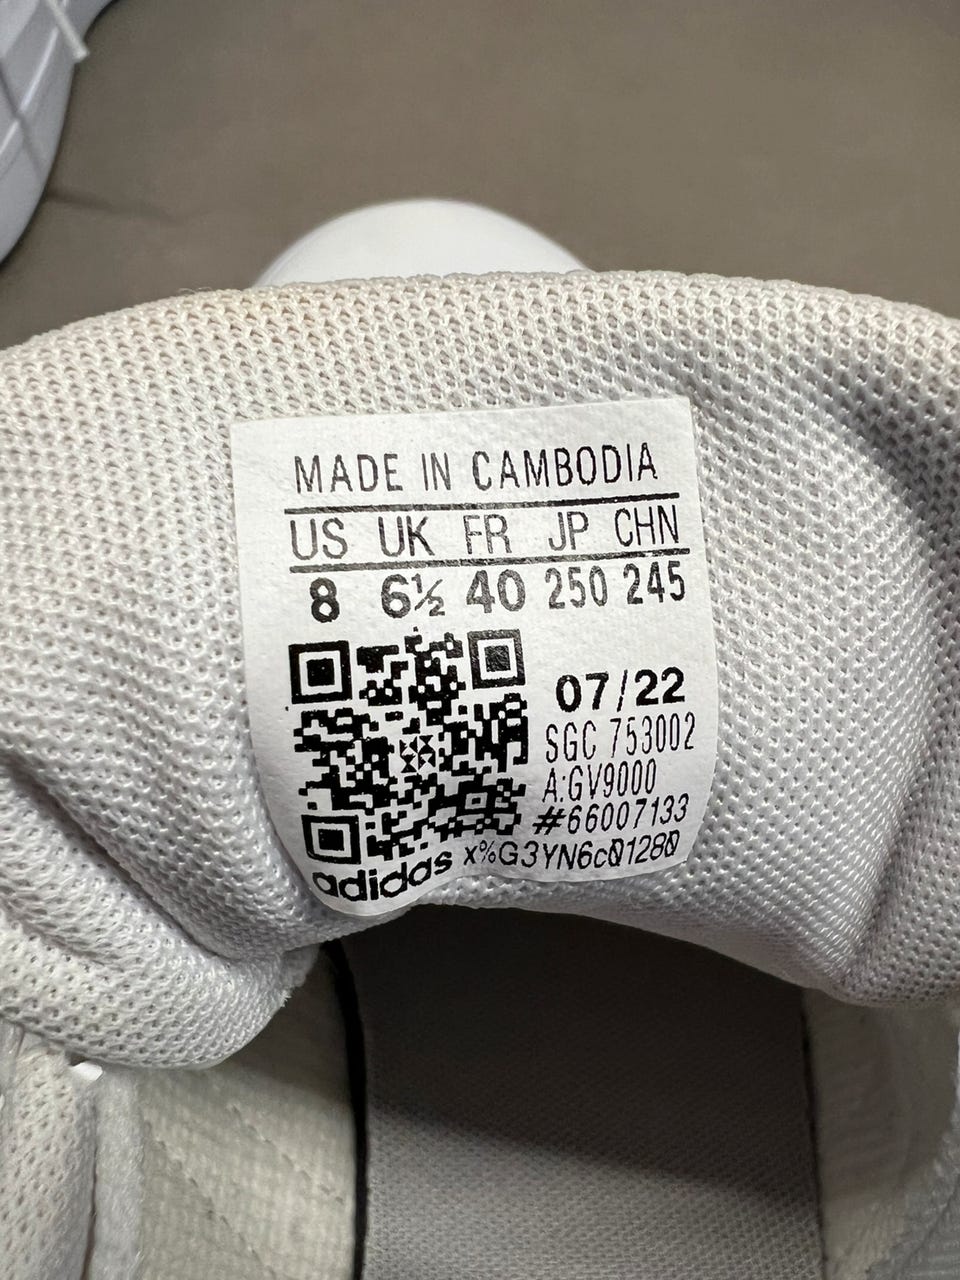 MADE IN CAMBODIA
US UK FR JP CHN
8 6½ 40 250 245
07/22
SGC 753002
A:GV9000
#66007133
x%G3YN6c01280
adidas